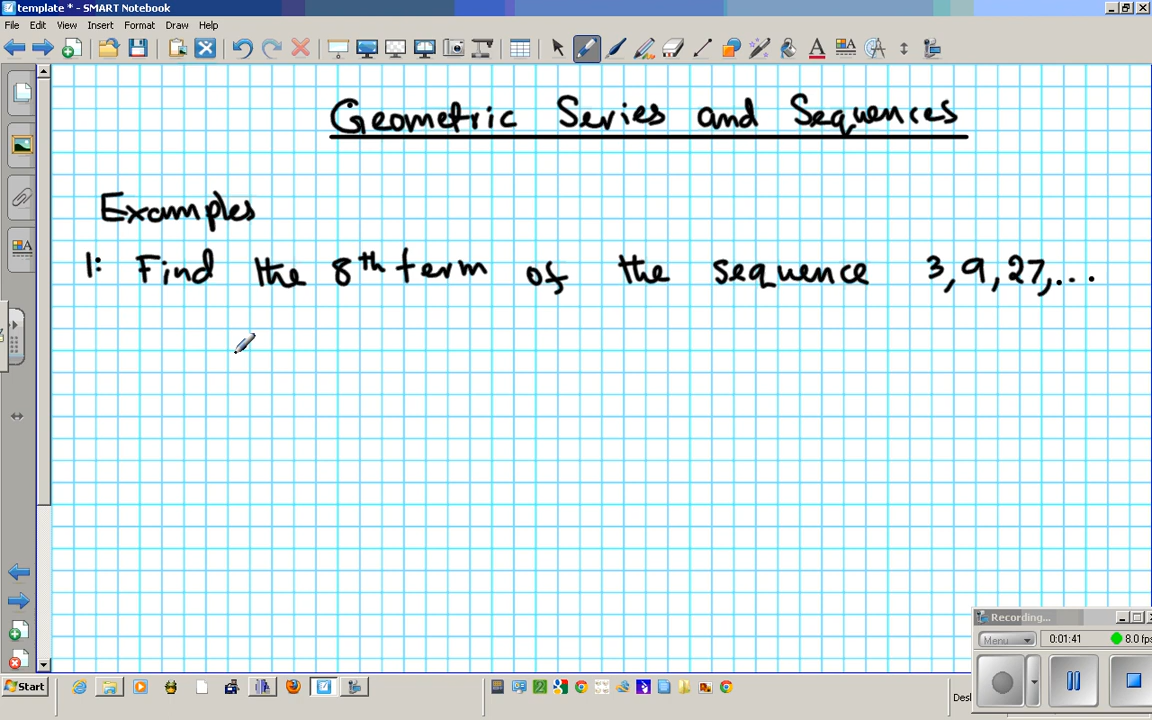 template * - SMART Notebook
File Edit View Insert Format Draw Help
Geometric Series and Sequences
Examples
1: Find the 8th term of the sequence 3, 9, 27, ...
Recording...
Menu 0:01:41 8.0 fps
Start